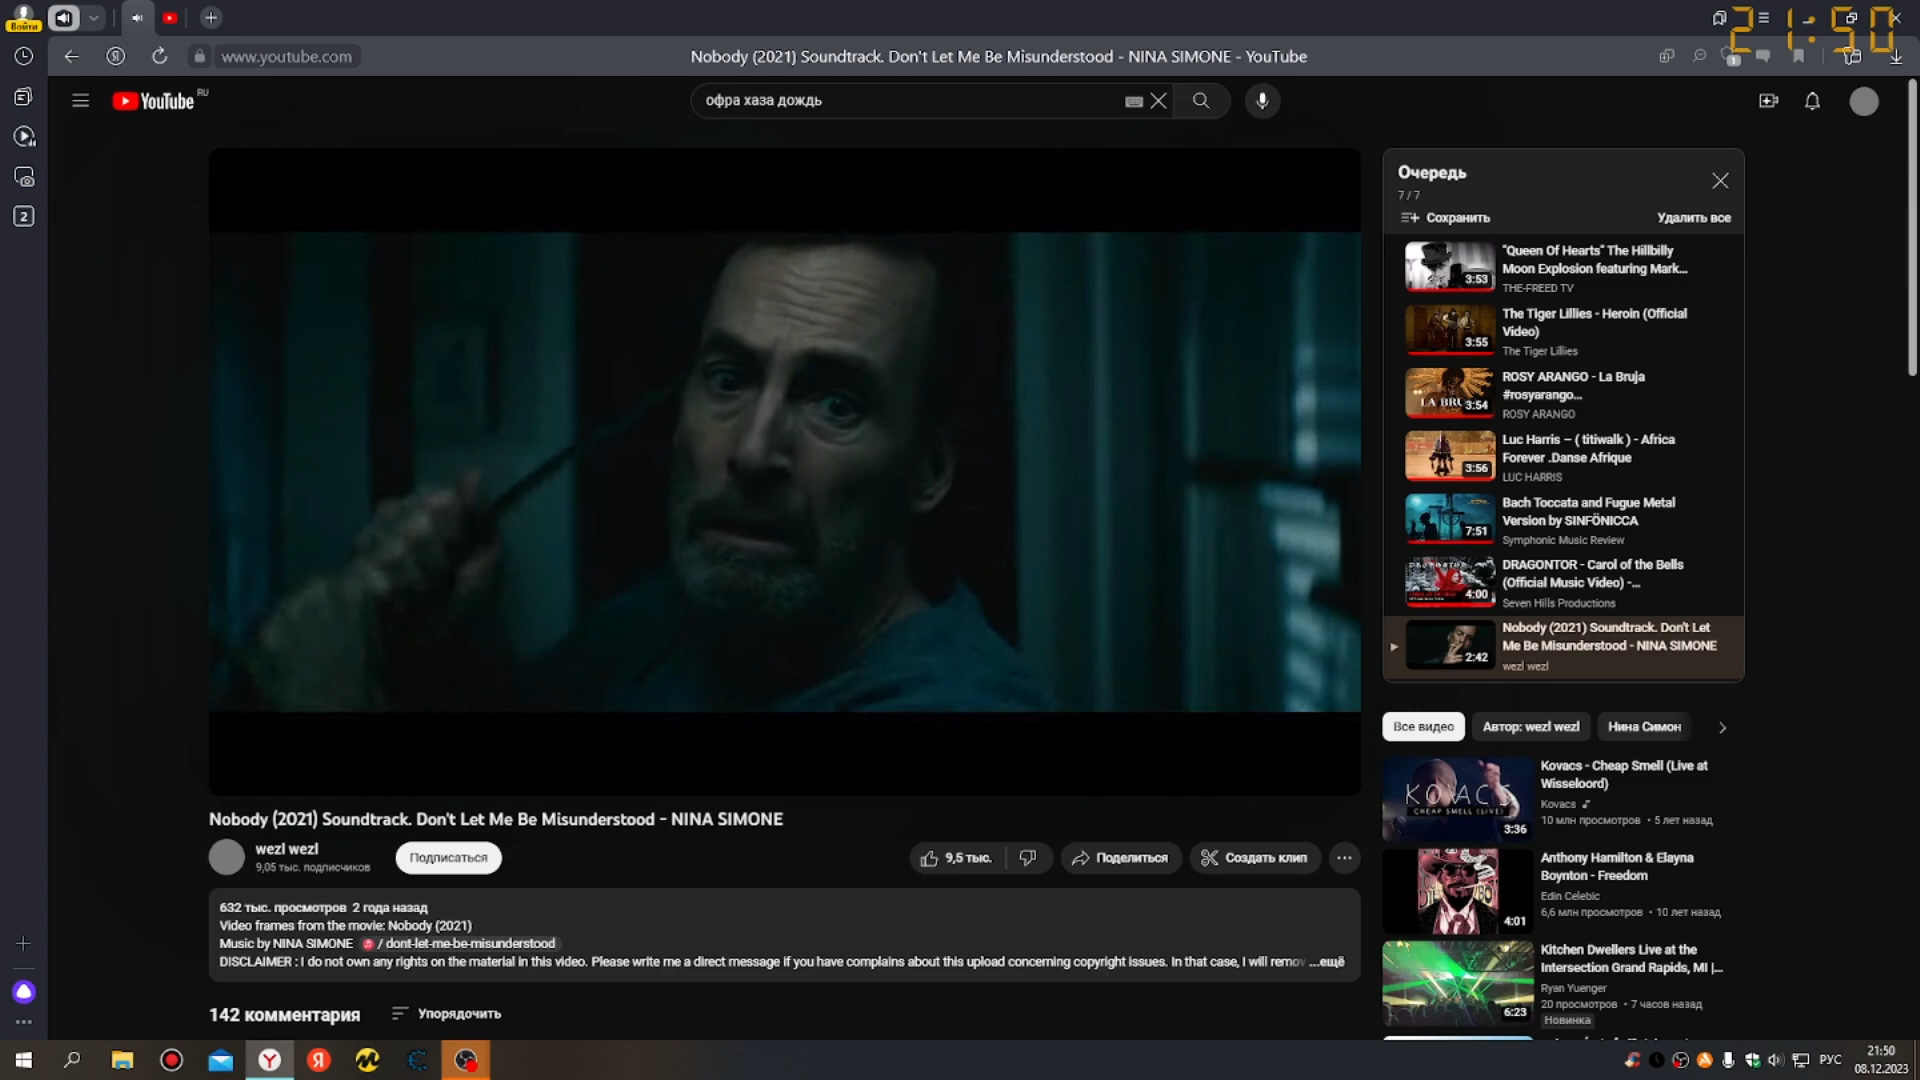 Войти
www.youtube.com
Nobody (2021) Soundtrack. Don't Let Me Be Misunderstood - NINA SIMONE - YouTube
21:50
1
2
YouTube RU
офра хаза дождь
Очередь
7 / 7
Сохранить
Удалить все
"Queen Of Hearts" The Hillbilly
Moon Explosion featuring Mark...
THE-FREED TV
3:53
The Tiger Lillies - Heroin (Official
Video)
The Tiger Lillies
3:55
ROSY ARANGO - La Bruja
#rosyarango...
ROSY ARANGO
3:54
Luc Harris – ( titiwalk ) - Africa
Forever .Danse Afrique
LUC HARRIS
3:56
Bach Toccata and Fugue Metal
Version by SINFÖNICCA
Symphonic Music Review
7:51
DRAGONTOR - Carol of the Bells
(Official Music Video) -...
Seven Hills Productions
4:00
Nobody (2021) Soundtrack. Don't Let
Me Be Misunderstood - NINA SIMONE
wezl wezl
2:42
Все видео
Автор: wezl wezl
Нина Симон
KOVACS
CHEAP SMELL (LIVE)
3:36
Kovacs - Cheap Smell (Live at
Wisseloord)
Kovacs
10 млн просмотров • 5 лет назад
4:01
Anthony Hamilton & Elayna
Boynton - Freedom
Edin Celebic
6,6 млн просмотров • 10 лет назад
6:23
Kitchen Dwellers Live at the
Intersection Grand Rapids, MI |...
Ryan Yuenger
20 просмотров • 7 часов назад
Новинка
Nobody (2021) Soundtrack. Don't Let Me Be Misunderstood - NINA SIMONE
wezl wezl
9,05 тыс. подписчиков
Подписаться
9,5 тыс.
Поделиться
Создать клип
632 тыс. просмотров 2 года назад
Video frames from the movie: Nobody (2021)
Music by NINA SIMONE / dont-let-me-be-misunderstood
DISCLAIMER : I do not own any rights on the material in this video. Please write me a direct message if you have complains about this upload concerning copyright issues. In that case, I will remov ...ещё
142 комментария
Упорядочить
РУС
21:50
08.12.2023